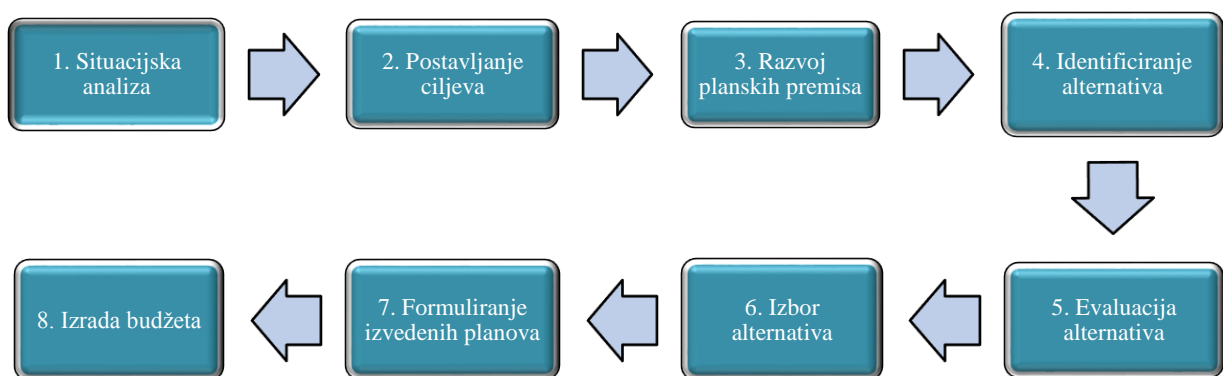 1. Situacijska
analiza
2. Postavljanje
ciljeva
3. Razvoj
planskih premisa
4. Identificiranje
alternativa
5. Evaluacija
alternativa
6. Izbor
alternativa
7. Formuliranje
izvedenih planova
8. Izrada budžeta